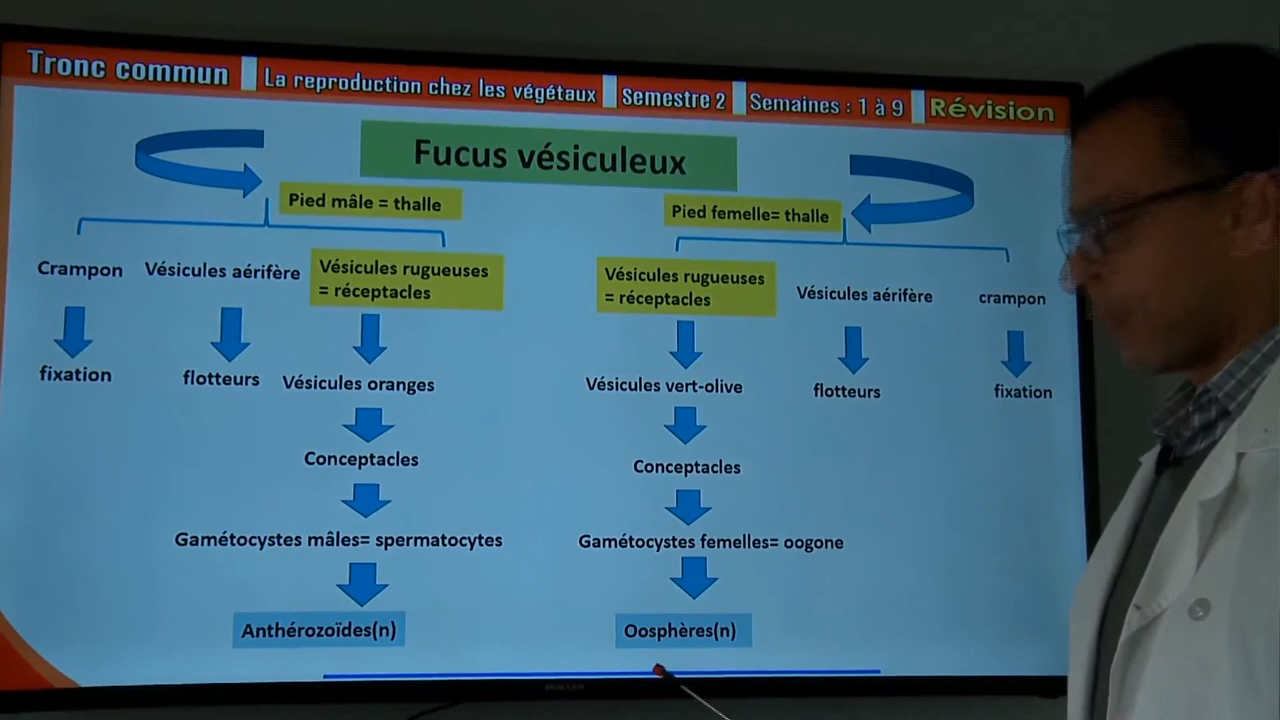 Tronc commun La reproduction chez les végétaux Semestre 2 Semaines : 1 à 9 Révision
Fucus vésiculeux
Pied mâle = thalle
Pied femelle= thalle
Crampon
Vésicules aérifère
Vésicules rugueuses
= réceptacles
Vésicules rugueuses
= réceptacles
Vésicules aérifère
crampon
fixation
flotteurs
Vésicules oranges
Vésicules vert-olive
flotteurs
fixation
Conceptacles
Conceptacles
Gamétocystes mâles= spermatocytes
Gamétocystes femelles= oogone
Anthérozoïdes(n)
Oosphères(n)